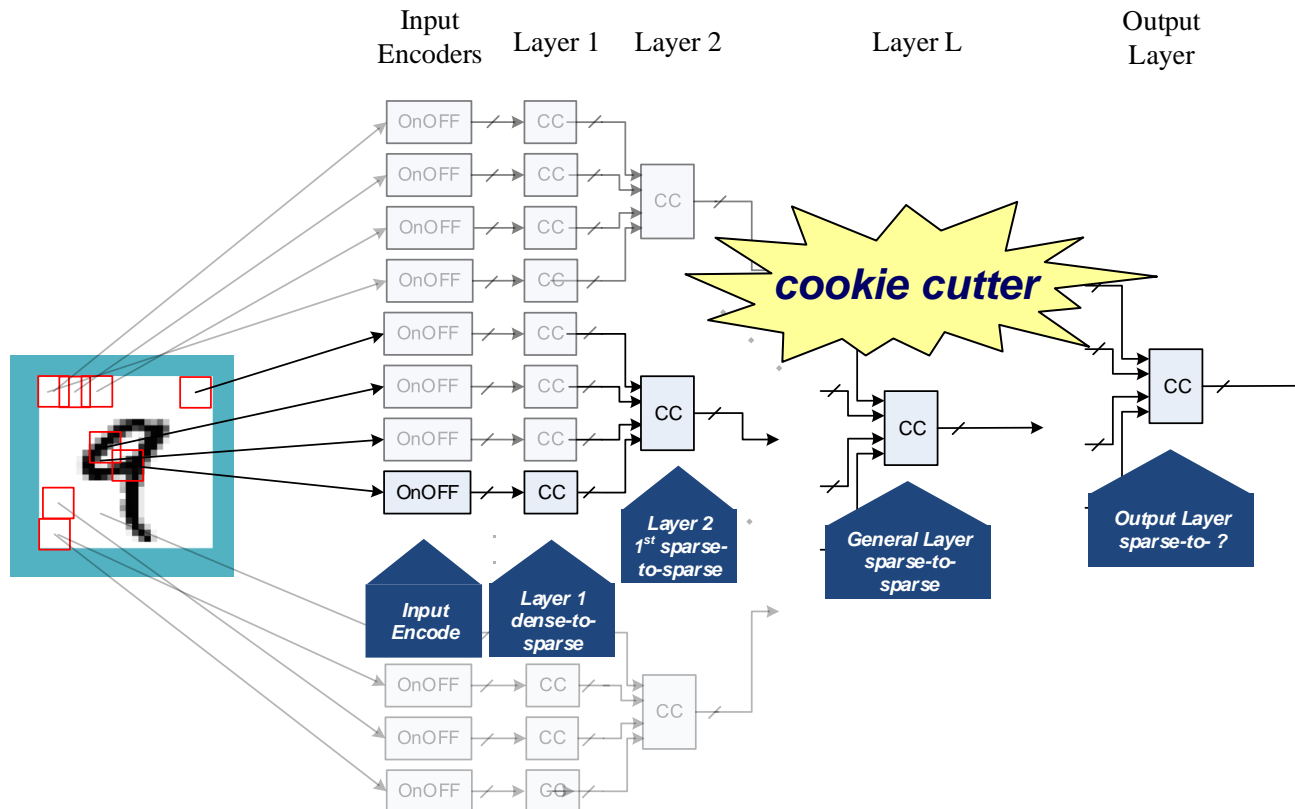 Input
Encoders
Layer 1
Layer 2
Layer L
Output
Layer
OnOFF
CC
OnOFF
CC
CC
OnOFF
CC
OnOFF
CC
cookie cutter
OnOFF
CC
OnOFF
CC
CC
CC
CC
OnOFF
CC
OnOFF
CC
Layer 2
1st sparse-
to-sparse
General Layer
sparse-to-
sparse
Output Layer
sparse-to- ?
Input
Encode
Layer 1
dense-to-
sparse
OnOFF
CC
CC
OnOFF
CC
OnOFF
CC